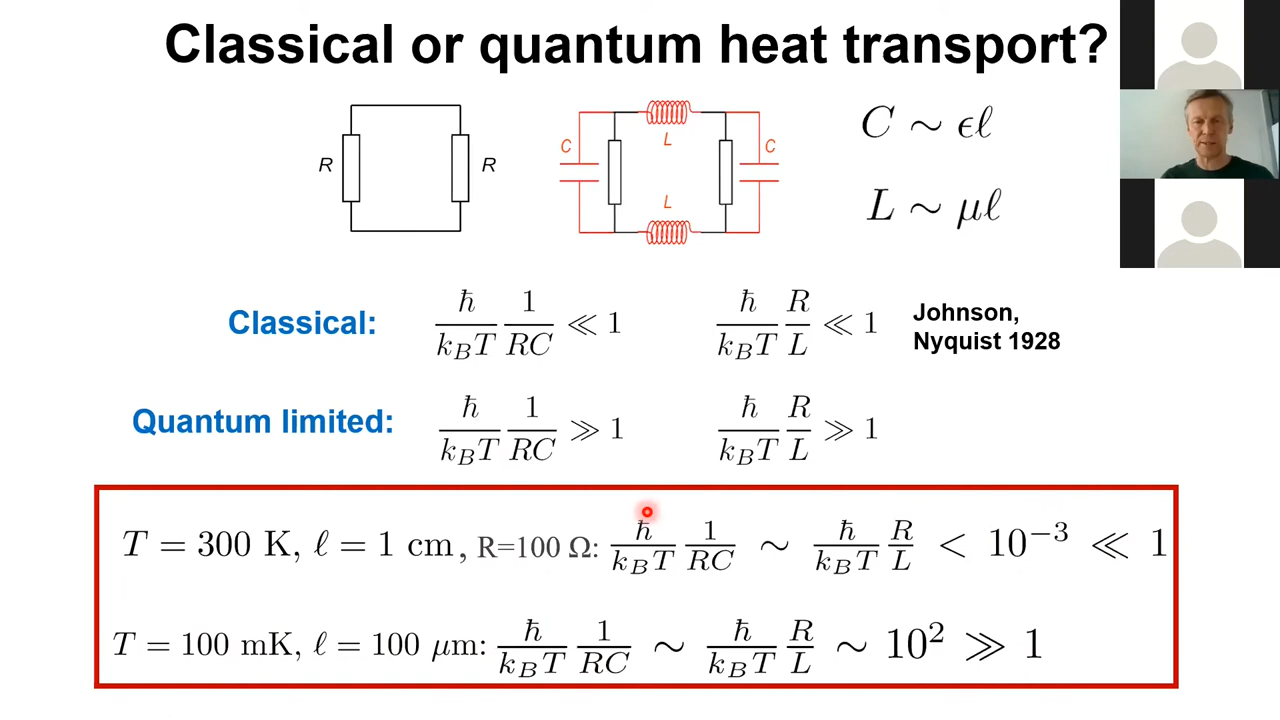 Classical or quantum heat transport?
R R
C L L C
C ∼ ϵℓ
L ∼ μℓ
Classical: ħ/(k_BT) 1/(RC) ≪ 1 ħ/(k_BT) R/L ≪ 1 Johnson,
Nyquist 1928
Quantum limited: ħ/(k_BT) 1/(RC) ≫ 1 ħ/(k_BT) R/L ≫ 1
T = 300 K, ℓ = 1 cm, R=100 Ω: ħ/(k_BT) 1/(RC) ∼ ħ/(k_BT) R/L < 10⁻³ ≪ 1
T = 100 mK, ℓ = 100 μm: ħ/(k_BT) 1/(RC) ∼ ħ/(k_BT) R/L ∼ 10² ≫ 1